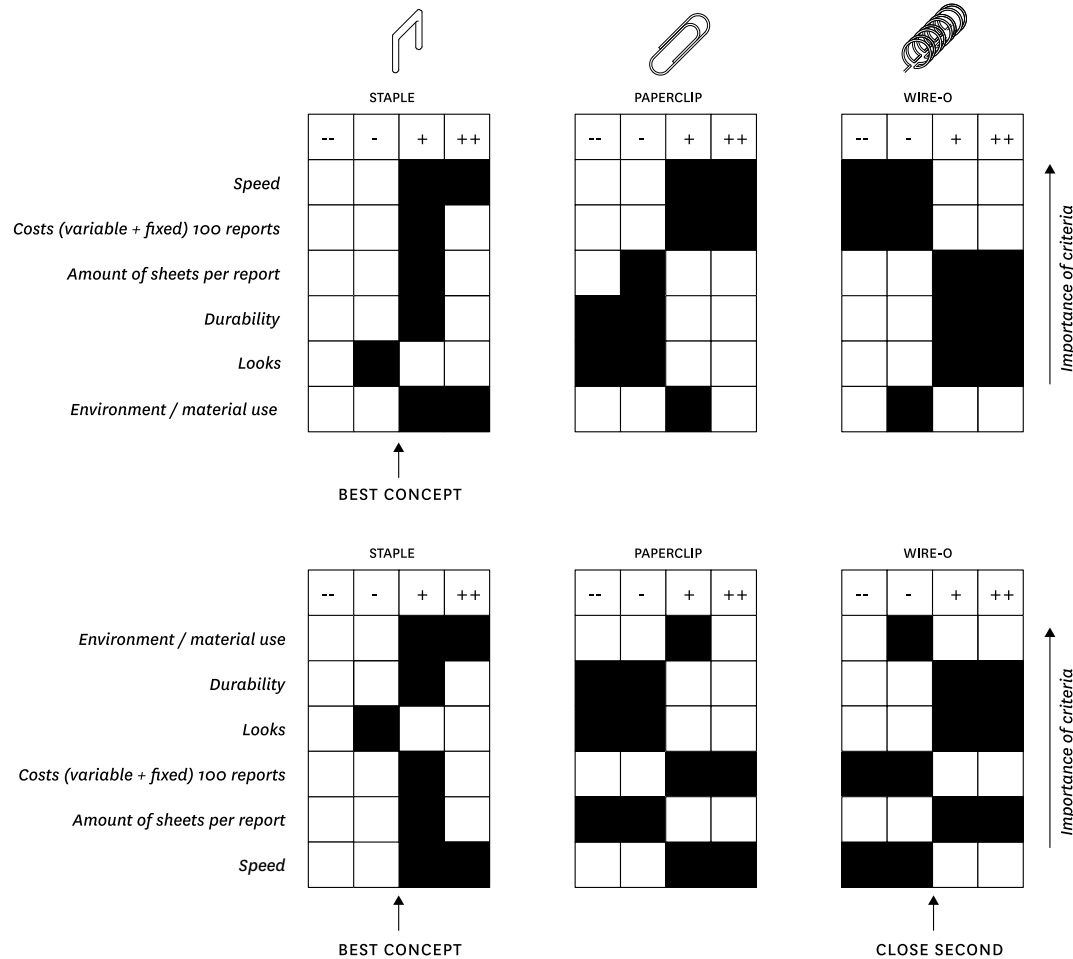 STAPLE PAPERCLIP WIRE-O
-- - + ++ -- - + ++ -- - + ++
Speed
Costs (variable + fixed) 100 reports
Amount of sheets per report
Durability
Looks
Environment / material use
Importance of criteria
BEST CONCEPT
STAPLE PAPERCLIP WIRE-O
-- - + ++ -- - + ++ -- - + ++
Environment / material use
Durability
Looks
Costs (variable + fixed) 100 reports
Amount of sheets per report
Speed
Importance of criteria
BEST CONCEPT CLOSE SECOND